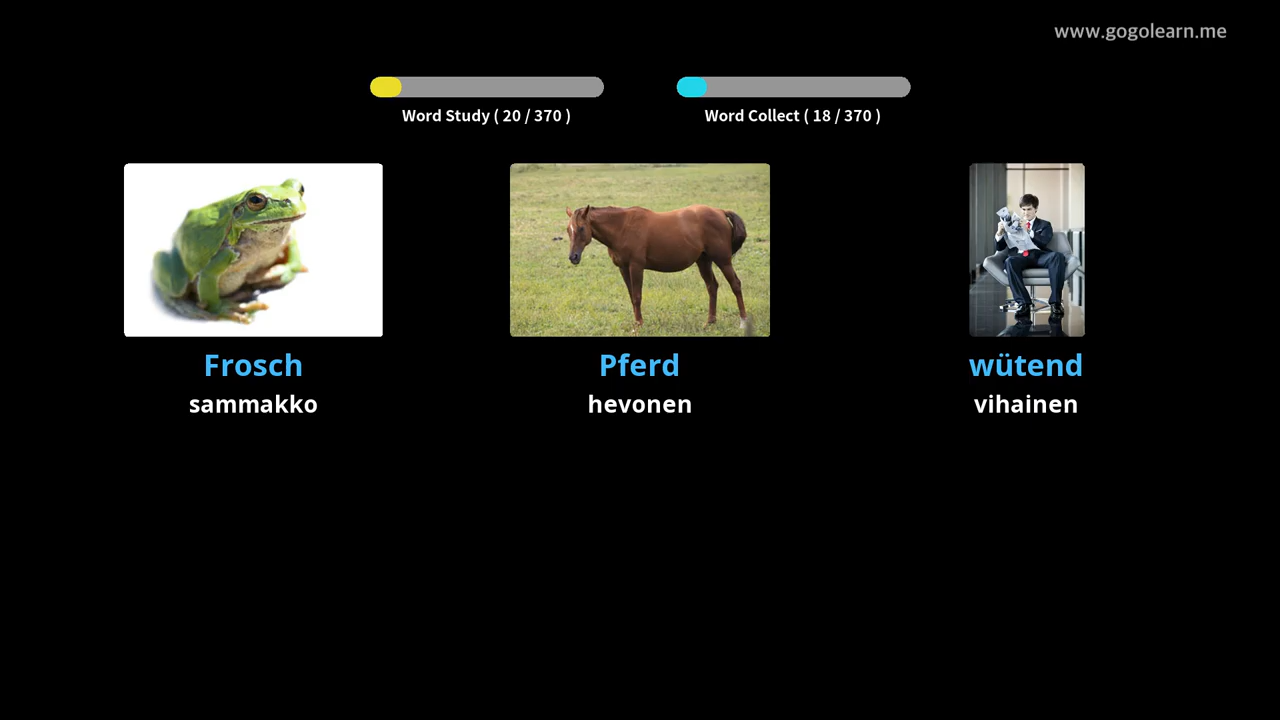 www.gogolearn.me
Word Study ( 20 / 370 )
Word Collect ( 18 / 370 )
Frosch
sammakko
Pferd
hevonen
wütend
vihainen